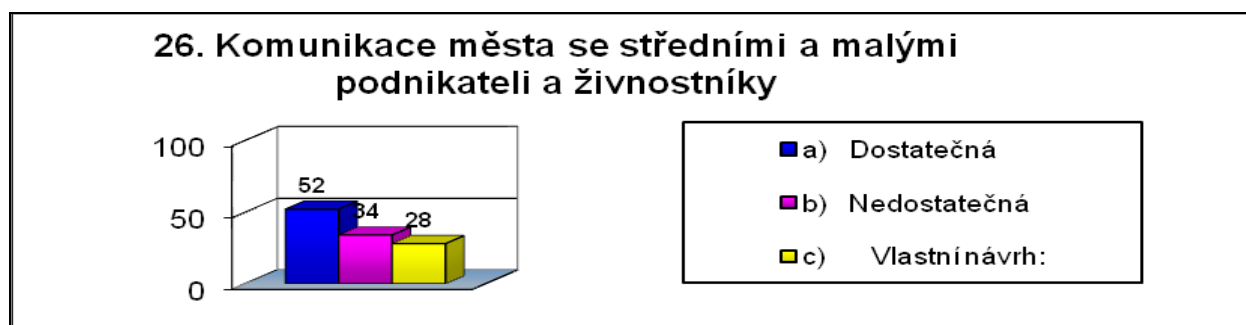 26. Komunikace města se středními a malými
podnikateli a živnostníky
100
50
0
52
34
28
a) Dostatečná
b) Nedostatečná
c) Vlastní návrh: